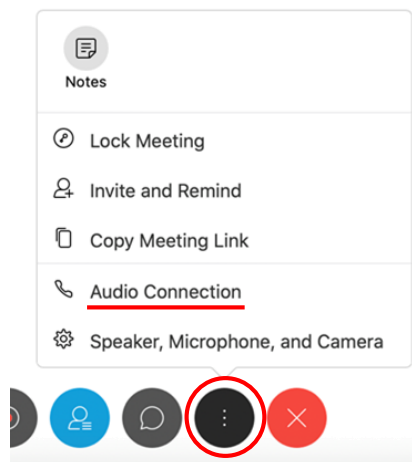 Notes
Lock Meeting
Invite and Remind
Copy Meeting Link
Audio Connection
Speaker, Microphone, and Camera